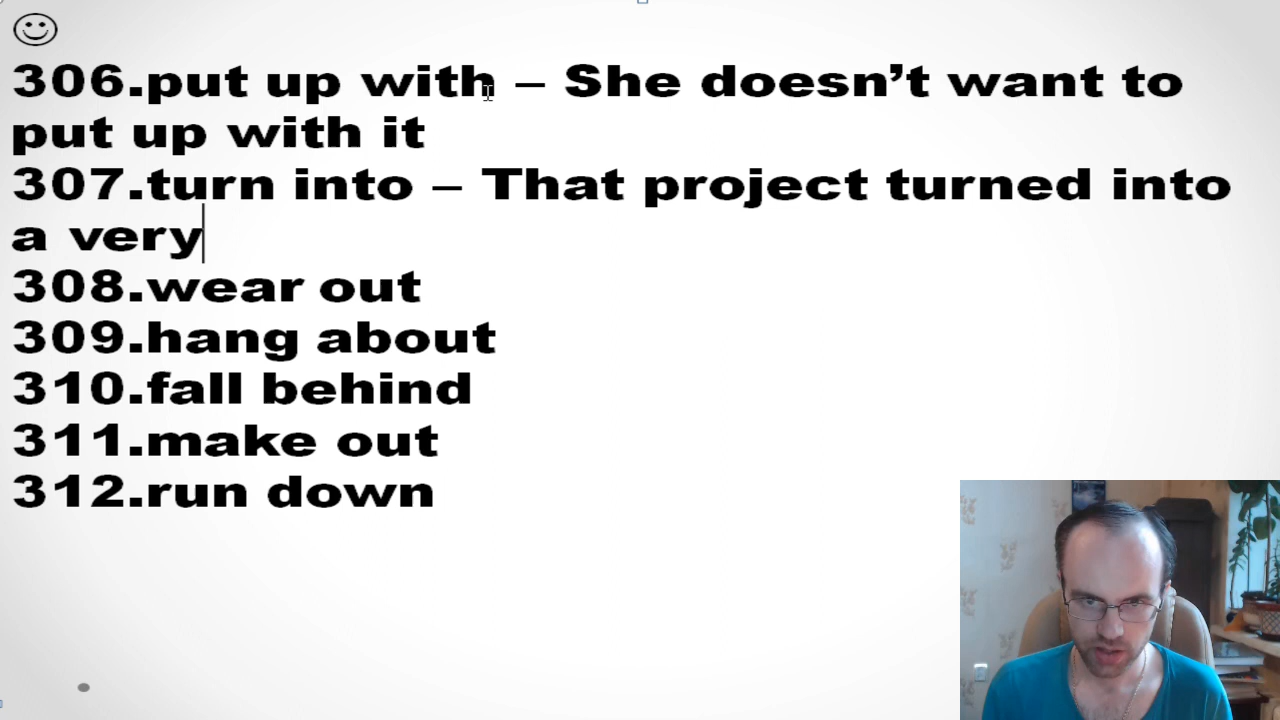 306.put up with – She doesn’t want to
put up with it
307.turn into – That project turned into
a very
308.wear out
309.hang about
310.fall behind
311.make out
312.run down